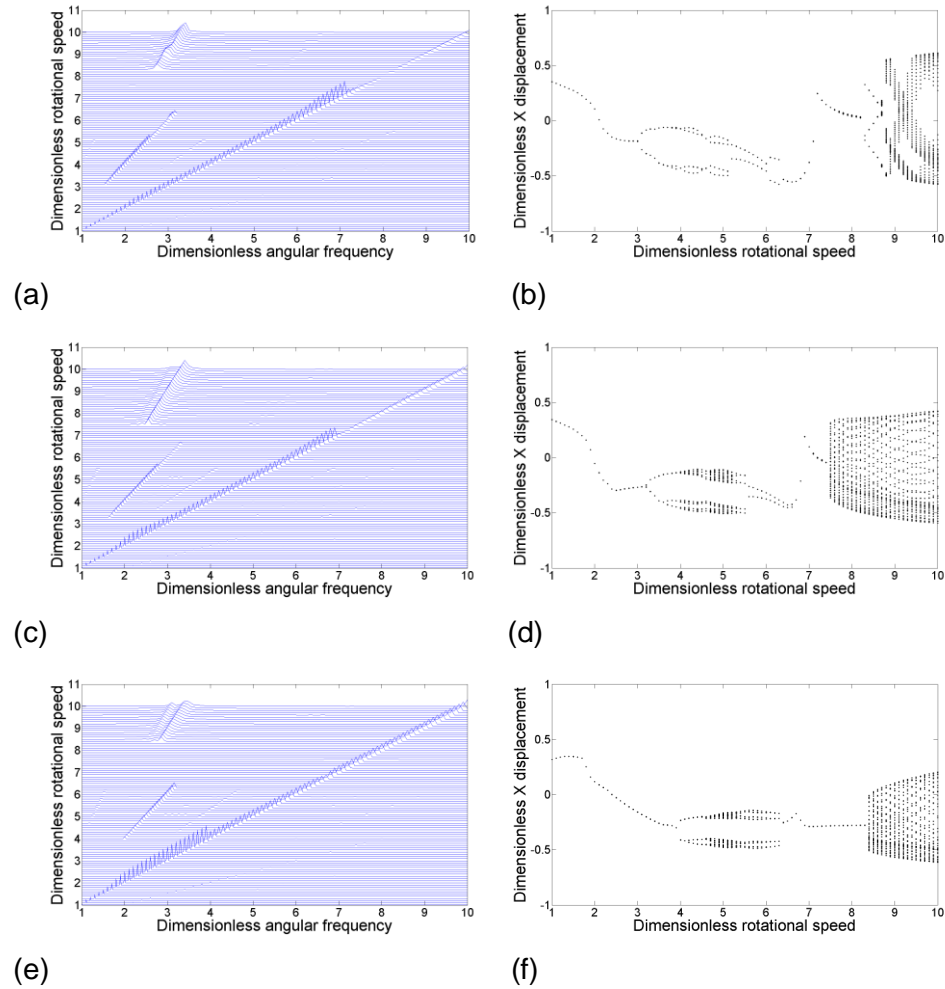 11
10
9
8
7
6
5
4
3
2
1
Dimensionless rotational speed
1 2 3 4 5 6 7 8 9 10
Dimensionless angular frequency
(a)
1
0.5
0
-0.5
-1
Dimensionless X displacement
1 2 3 4 5 6 7 8 9 10
Dimensionless rotational speed
(b)
11
10
9
8
7
6
5
4
3
2
1
Dimensionless rotational speed
1 2 3 4 5 6 7 8 9 10
Dimensionless angular frequency
(c)
1
0.5
0
-0.5
-1
Dimensionless X displacement
1 2 3 4 5 6 7 8 9 10
Dimensionless rotational speed
(d)
11
10
9
8
7
6
5
4
3
2
1
Dimensionless rotational speed
1 2 3 4 5 6 7 8 9 10
Dimensionless angular frequency
(e)
1
0.5
0
-0.5
-1
Dimensionless X displacement
1 2 3 4 5 6 7 8 9 10
Dimensionless rotational speed
(f)